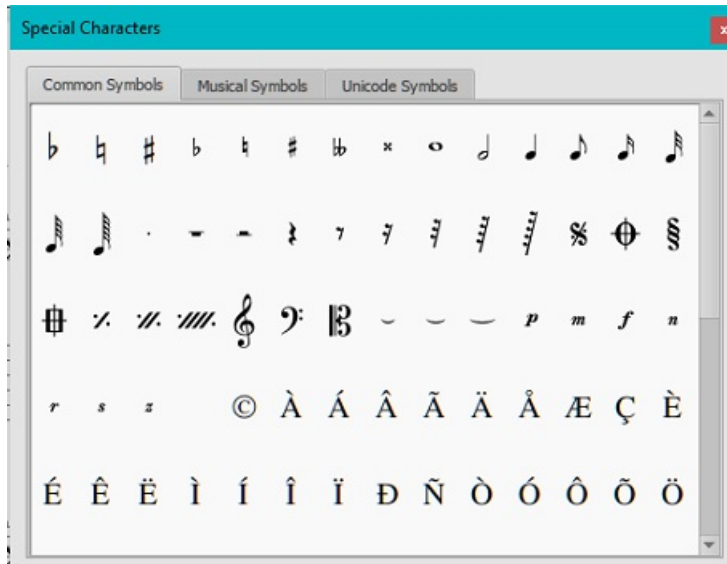 Special Characters
x
Common Symbols Musical Symbols Unicode Symbols
♭ ♮ ♯ ♭ ♮ ♯ 𝄫 𝄪 𝅝 𝅗𝅥 𝅘𝅥 𝅘𝅥𝅮 𝅘𝅥𝅯 𝅘𝅥𝅰
𝅘𝅥𝅱 𝅘𝅥𝅲 · 𝄻 𝄼 𝄽 𝄾 𝄿 𝅀 𝅁 𝅂 𝄋 𝄌 §
𝄎 𝄏 𝄞 𝄢 𝄡 p m f n
r s z © À Á Â Ã Ä Å Æ Ç È
É Ê Ë Ì Í Î Ï Ð Ñ Ò Ó Ô Õ Ö